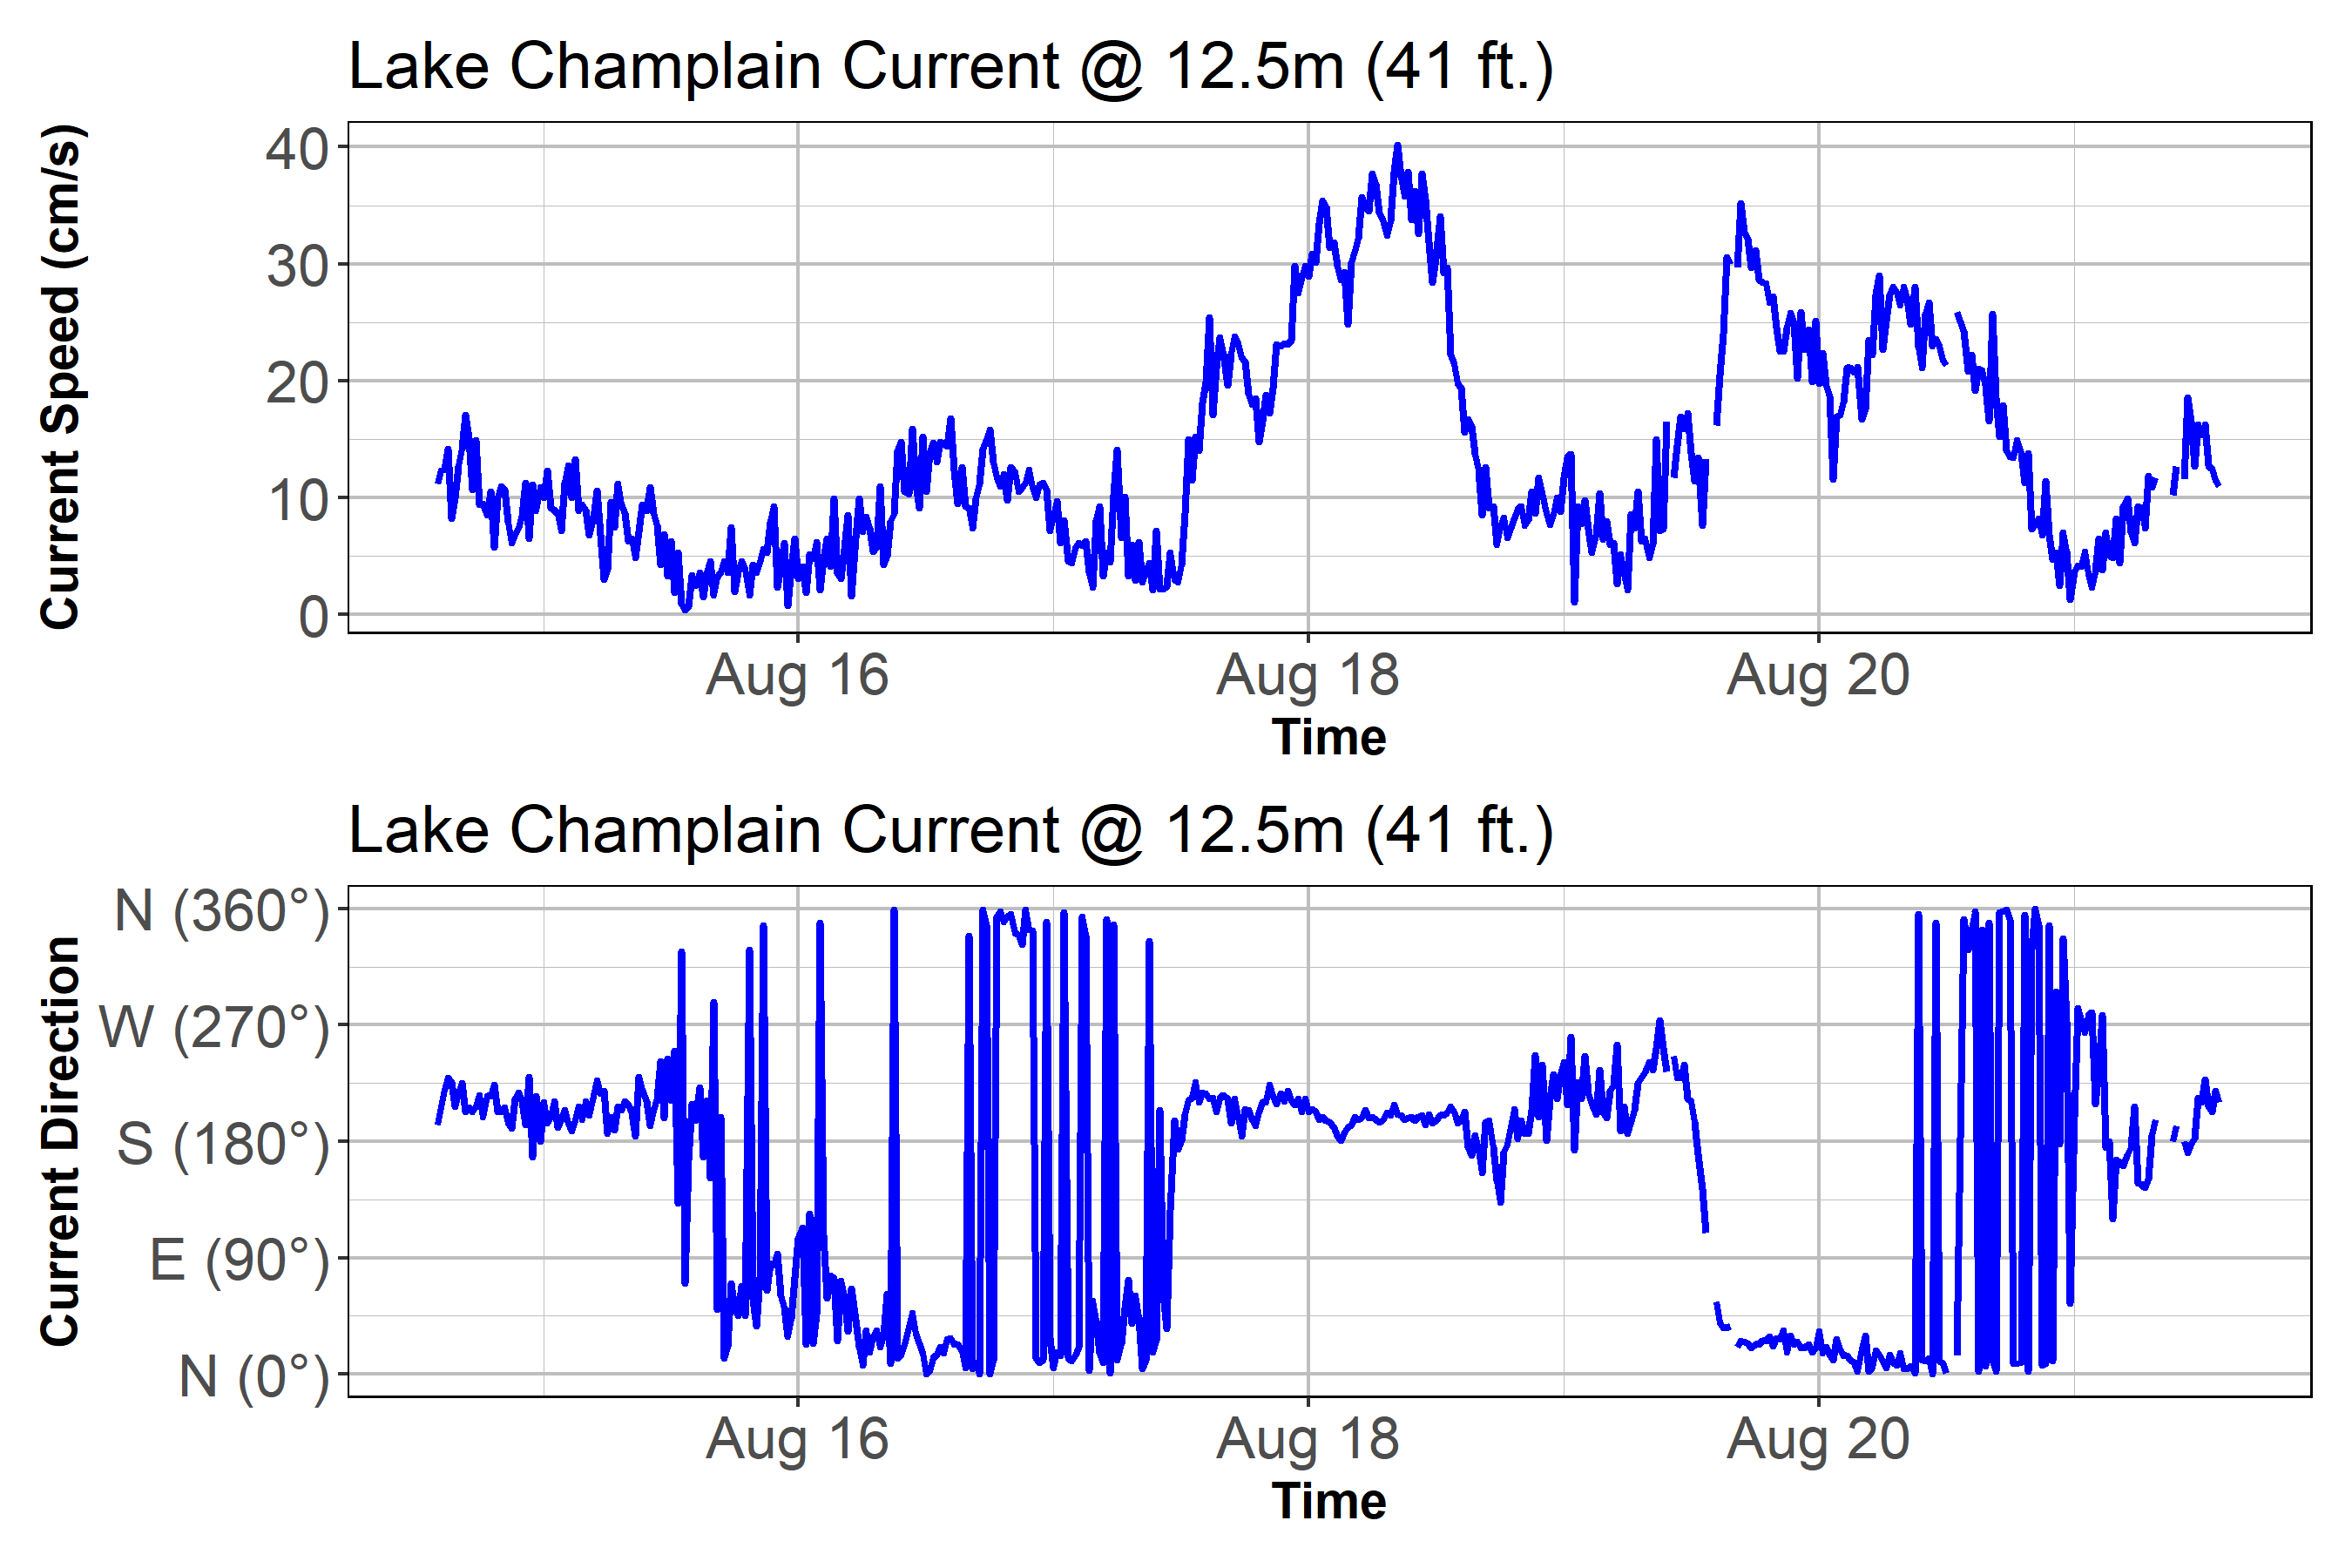 Lake Champlain Current @ 12.5m (41 ft.)
Current Speed (cm/s)
40
30
20
10
0
Aug 16
Aug 18
Aug 20
Time
Lake Champlain Current @ 12.5m (41 ft.)
Current Direction
N (360°)
W (270°)
S (180°)
E (90°)
N (0°)
Aug 16
Aug 18
Aug 20
Time